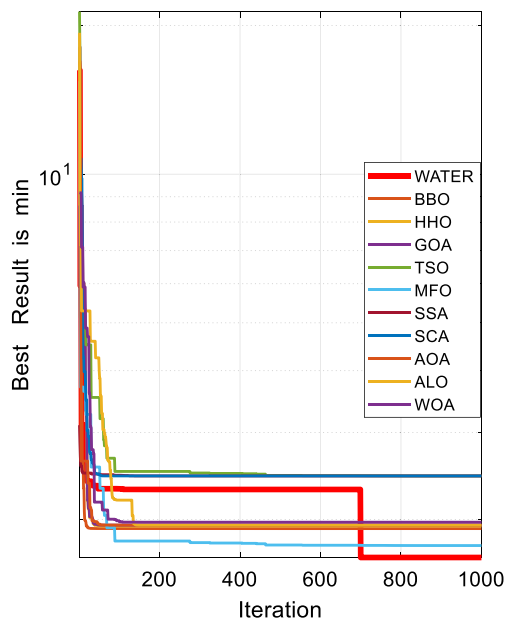 Best Result is min
10^1
WATER
BBO
HHO
GOA
TSO
MFO
SSA
SCA
AOA
ALO
WOA
200 400 600 800 1000
Iteration